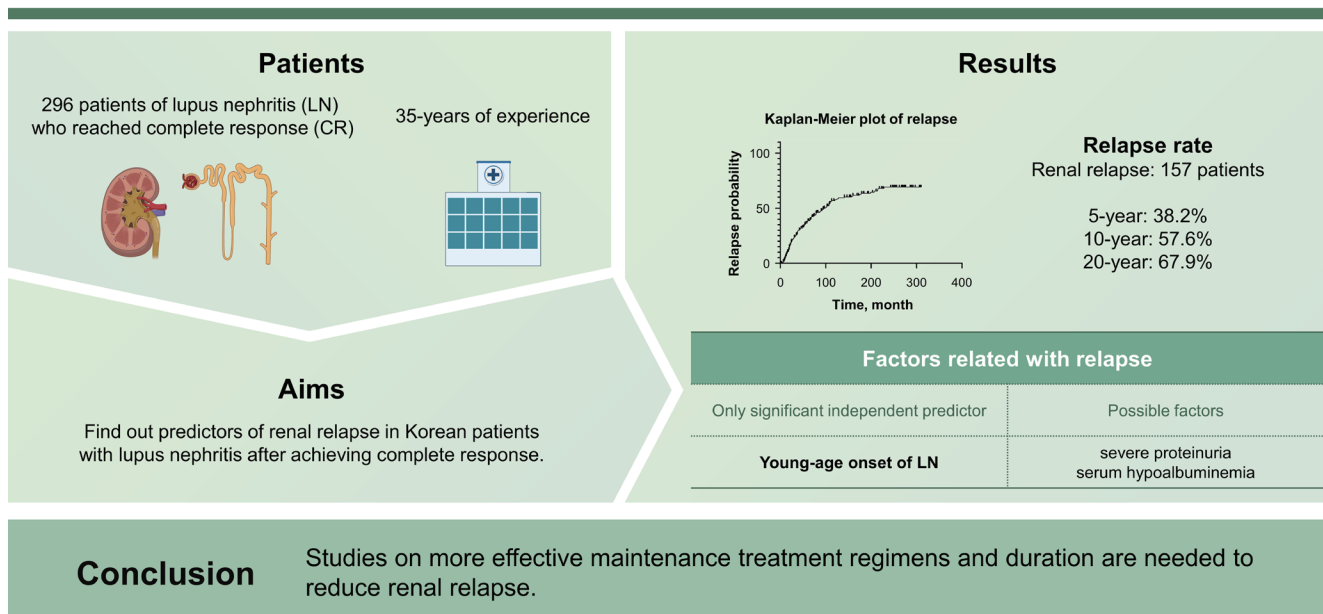 Patients
296 patients of lupus nephritis (LN)
who reached complete response (CR)
35-years of experience
Aims
Find out predictors of renal relapse in Korean patients
with lupus nephritis after achieving complete response.
Results
Kaplan-Meier plot of relapse
Relapse probability
100
50
0
0 100 200 300 400
Time, month
Relapse rate
Renal relapse: 157 patients
5-year: 38.2%
10-year: 57.6%
20-year: 67.9%
Factors related with relapse
Only significant independent predictor
Possible factors
Young-age onset of LN
severe proteinuria
serum hypoalbuminemia
Conclusion
Studies on more effective maintenance treatment regimens and duration are needed to
reduce renal relapse.